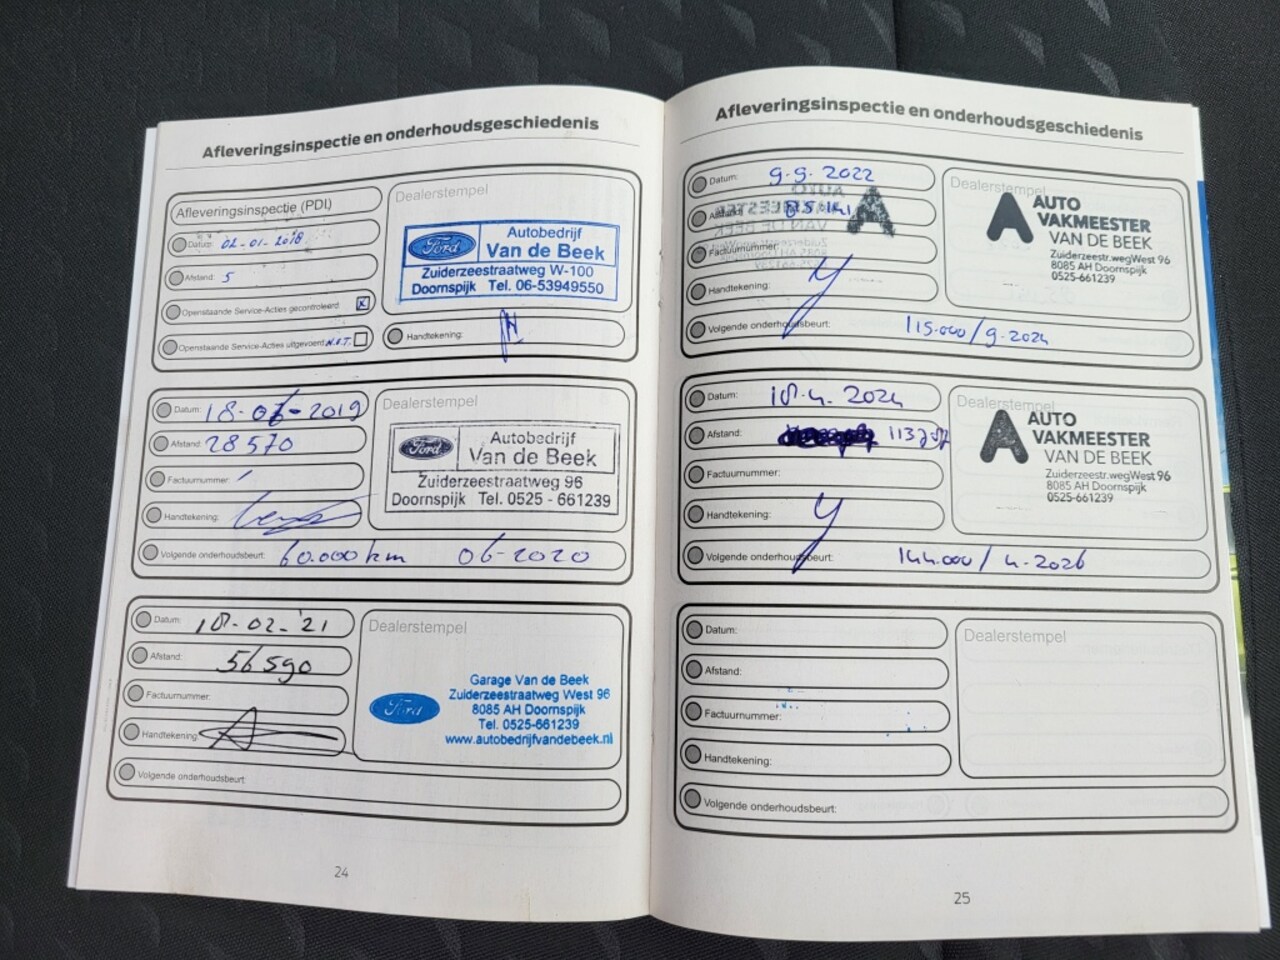 Afleveringsinspectie en onderhoudsgeschiedenis
Afleveringsinspectie (PDI)
Datum: 02-01-2018
Afstand: 5
Openstaande Service-Acties gecontroleerd X
Openstaande Service-Acties uitgevoerd N.V.T.
Dealerstempel
Ford
Autobedrijf
Van de Beek
Zuiderzeestraatweg W-100
Doornspijk Tel. 06-53949550
Handtekening:
Datum: 18-06-2019
Afstand: 28570
Factuurnummer:
Handtekening:
Dealerstempel
Ford
Autobedrijf
Van de Beek
Zuiderzeestraatweg 96
Doornspijk Tel. 0525 - 661239
Volgende onderhoudsbeurt: 60.000 km 06-2020
Datum: 18-02-'21
Afstand: 56590
Factuurnummer:
Handtekening:
Dealerstempel
Ford
Garage Van de Beek
Zuiderzeestraatweg West 96
8085 AH Doornspijk
Tel. 0525-661239
www.autobedrijfvandebeek.nl
Volgende onderhoudsbeurt:
24
Afleveringsinspectie en onderhoudsgeschiedenis
Datum: 9-9-2022
Afstand:
Factuurnummer:
Handtekening:
Dealerstempel
AUTO
VAKMEESTER
VAN DE BEEK
Zuiderzeestr.wegWest 96
8085 AH Doornspijk
0525-661239
Volgende onderhoudsbeurt: 115.000/9-2024
Datum: 18-4-2024
Afstand:
Factuurnummer:
Handtekening:
Dealerstempel
AUTO
VAKMEESTER
VAN DE BEEK
Zuiderzeestr.wegWest 96
8085 AH Doornspijk
0525-661239
Volgende onderhoudsbeurt: 144.000/4-2026
Datum:
Afstand:
Factuurnummer:
Handtekening:
Dealerstempel
Volgende onderhoudsbeurt:
25